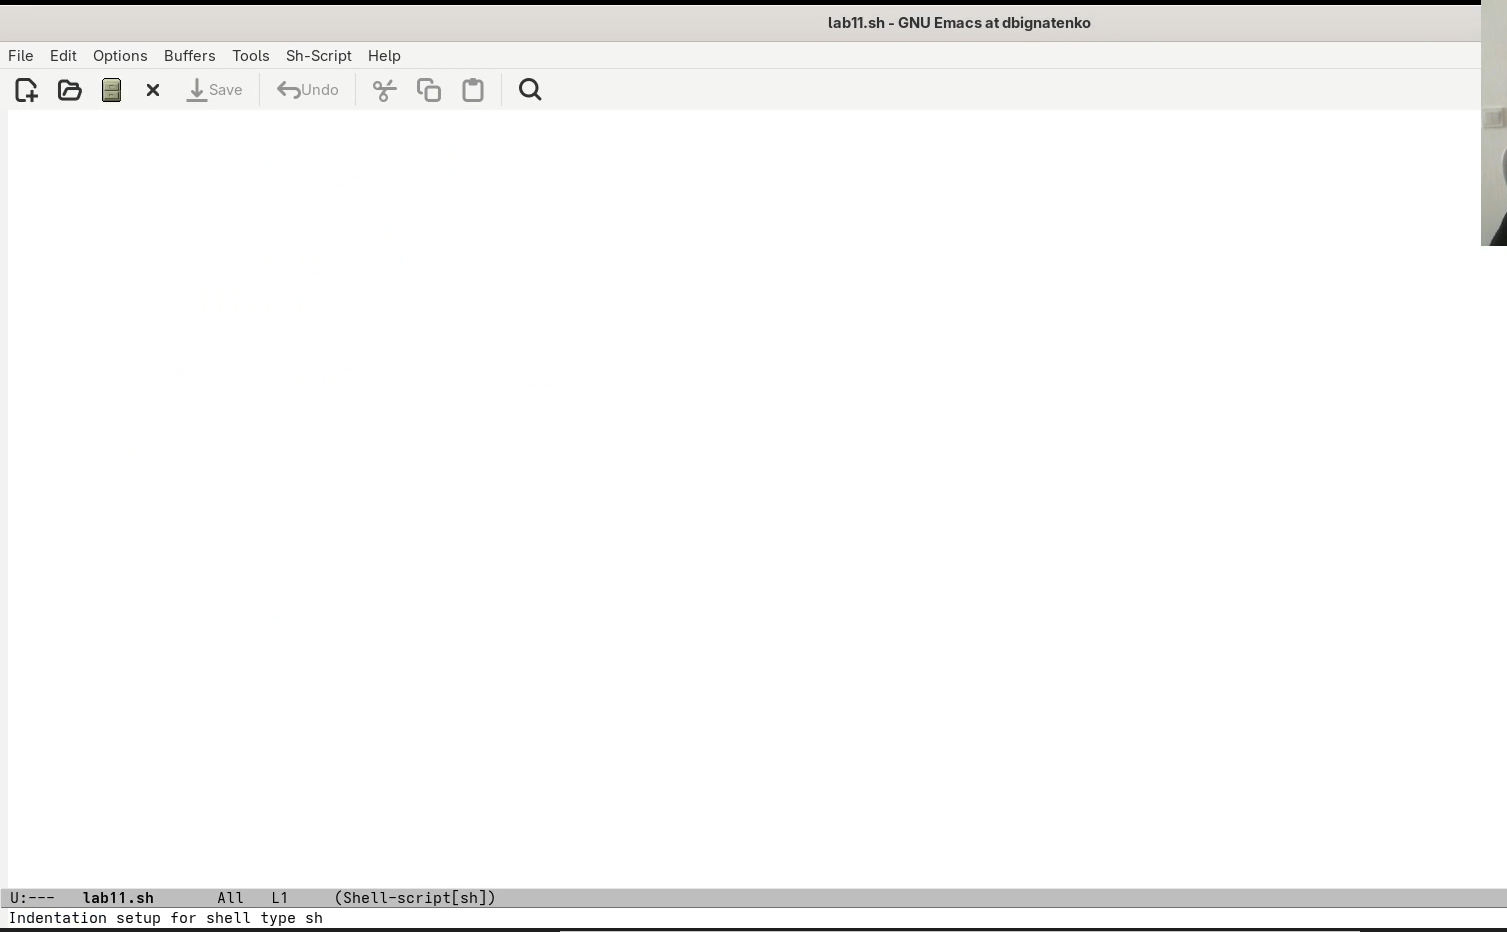 lab11.sh - GNU Emacs at dbignatenko
File Edit Options Buffers Tools Sh-Script Help
Save Undo
U:--- lab11.sh All L1 (Shell-script[sh])
Indentation setup for shell type sh